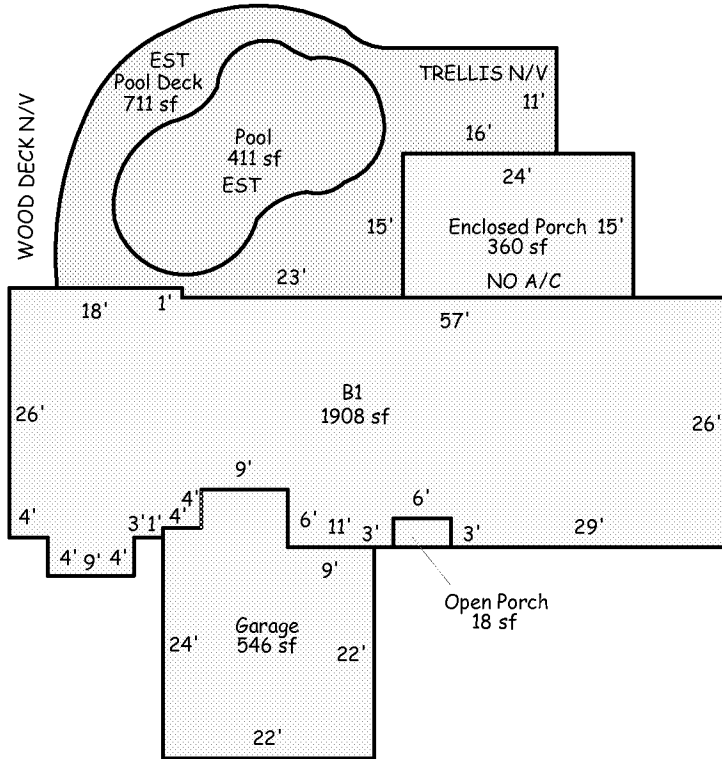 EST
Pool Deck
711 sf
WOOD DECK N/V
TRELLIS N/V
11'
16'
Pool
411 sf
EST
24'
15'
Enclosed Porch
360 sf
15'
NO A/C
23'
18'
1'
57'
B1
1908 sf
26'
26'
9'
4'
4'
3'
1'
4'
6'
11'
3'
6'
3'
29'
4'
9'
4'
9'
Open Porch
18 sf
24'
Garage
546 sf
22'
22'